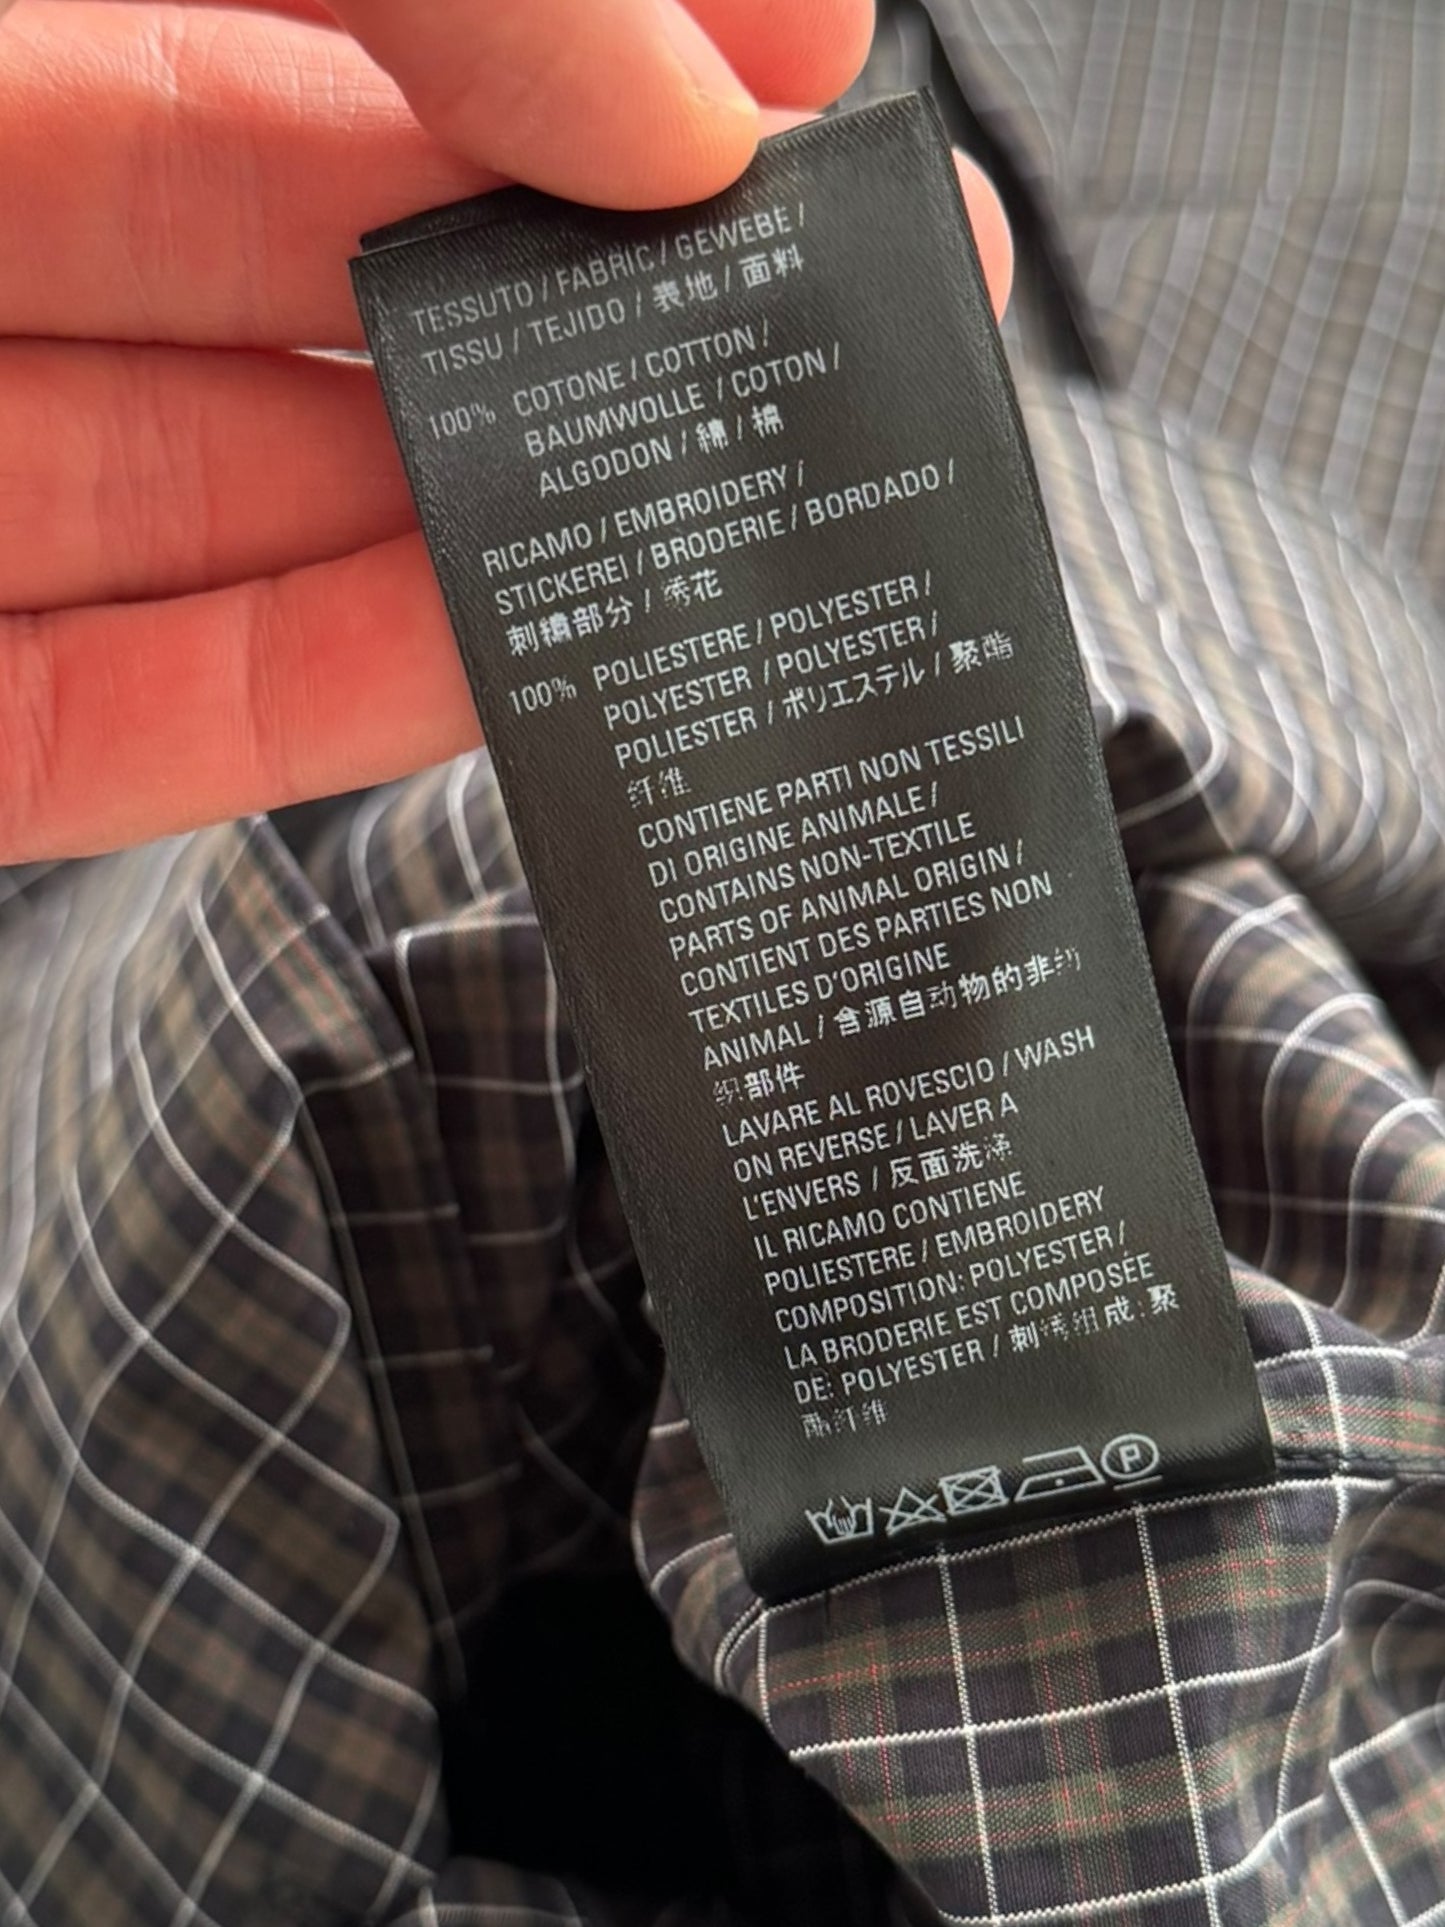 TESSUTO / FABRIC / GEWEBE /
TISSU / TEJIDO / 表地 / 面料
100% COTONE / COTTON /
BAUMWOLLE / COTON /
ALGODON / 綿 / 棉
RICAMO / EMBROIDERY /
STICKEREI / BRODERIE / BORDADO /
刺繍部分 / 绣花
100% POLIESTERE / POLYESTER /
POLYESTER / POLYESTER /
POLIESTER / ポリエステル / 聚酯
纤维
CONTIENE PARTI NON TESSILI
DI ORIGINE ANIMALE /
CONTAINS NON-TEXTILE
PARTS OF ANIMAL ORIGIN /
CONTIENT DES PARTIES NON
TEXTILES D'ORIGINE
ANIMAL / 含源自动物的非纺
织部件
LAVARE AL ROVESCIO / WASH
ON REVERSE / LAVER A
L'ENVERS / 反面洗涤
IL RICAMO CONTIENE
POLIESTERE / EMBROIDERY
COMPOSITION: POLYESTER /
LA BRODERIE EST COMPOSÉE
DE: POLYESTER / 刺绣组成:聚
酯纤维
P